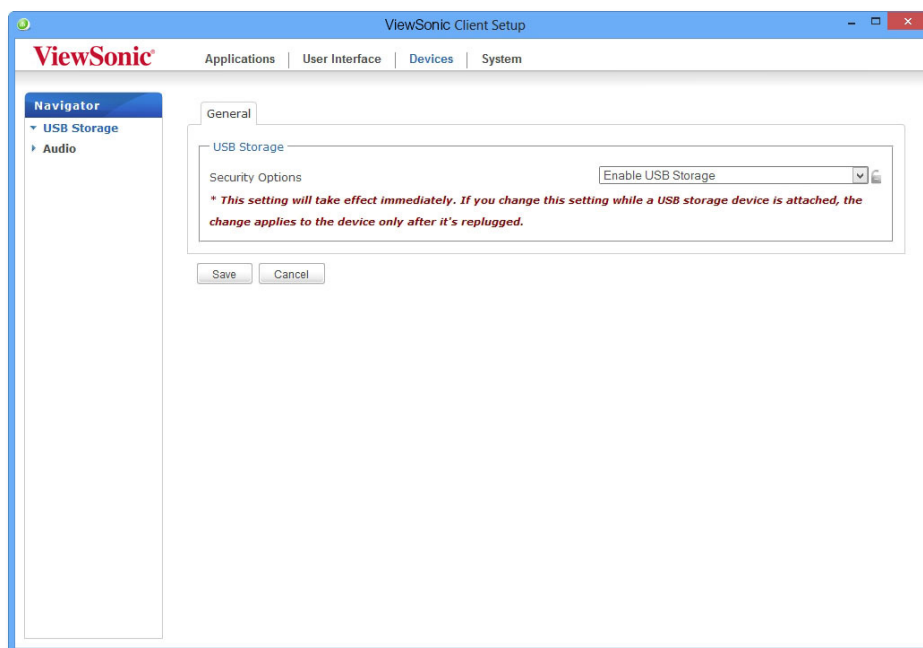 ViewSonic Client Setup
ViewSonic®
Applications | User Interface | Devices | System
Navigator
USB Storage
Audio
General
USB Storage
Security Options
Enable USB Storage
* This setting will take effect immediately. If you change this setting while a USB storage device is attached, the
change applies to the device only after it's replugged.
Save
Cancel